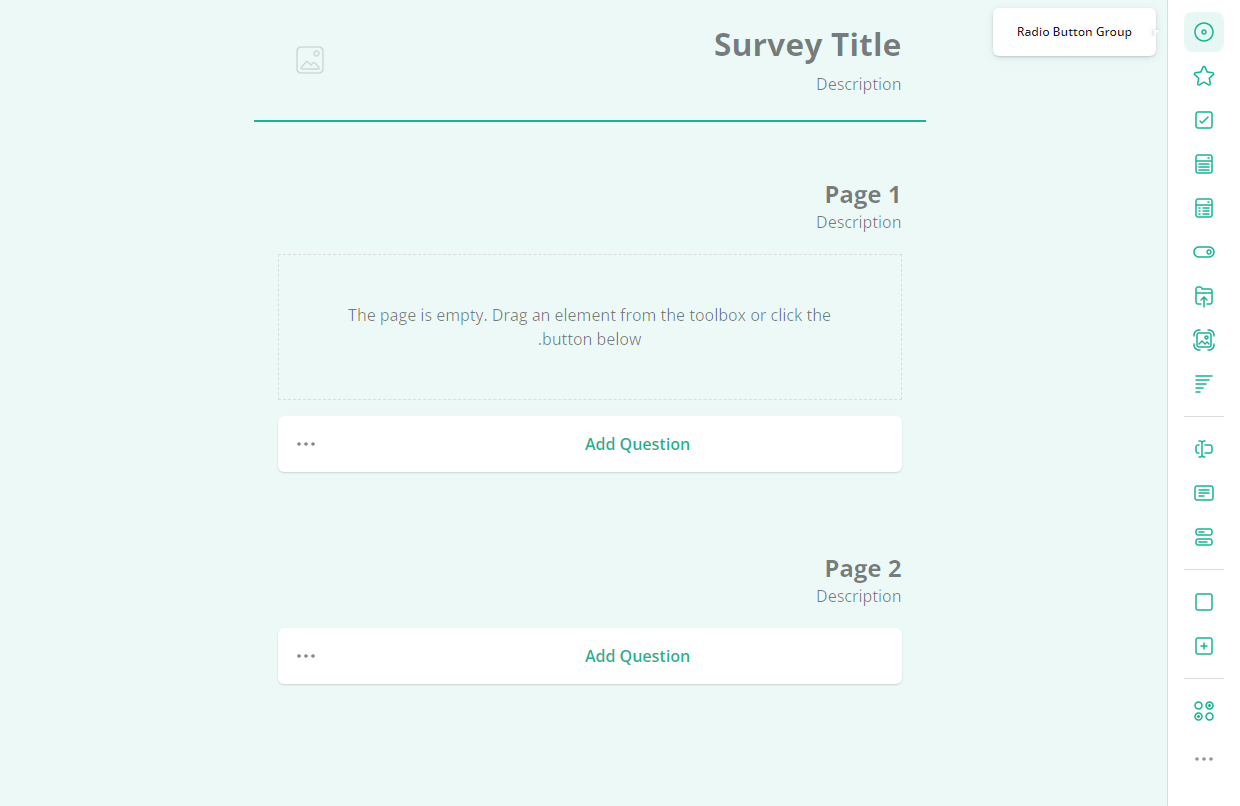 Survey Title
Description
Radio Button Group
Page 1
Description
The page is empty. Drag an element from the toolbox or click the
.button below
Add Question
Page 2
Description
Add Question